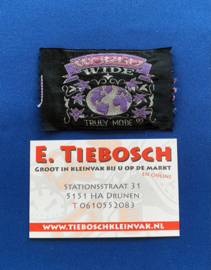 WORLD
WIDE
TRULY MODE ®
E. TIEBOSCH
GROOT IN KLEINVAK BIJ U OP DE MARKT
EN ONLINE
STATIONSSTRAAT 31
5151 HA DRUNEN
T 0610552083
WWW.TIEBOSCHKLEINVAK.NL